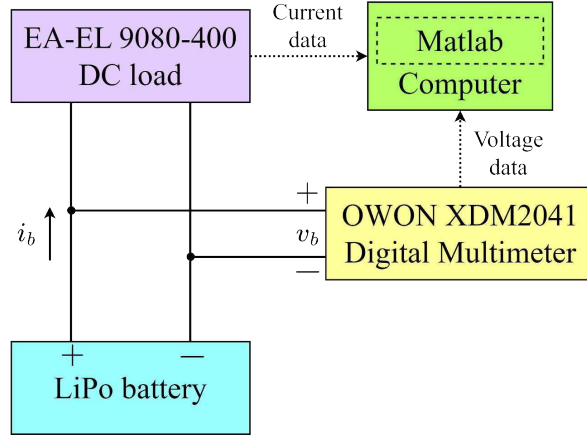 EA-EL 9080-400
DC load
Current
data
Matlab
Computer
Voltage
data
+
OWON XDM2041
Digital Multimeter
i_b
v_b
—
+ —
LiPo battery